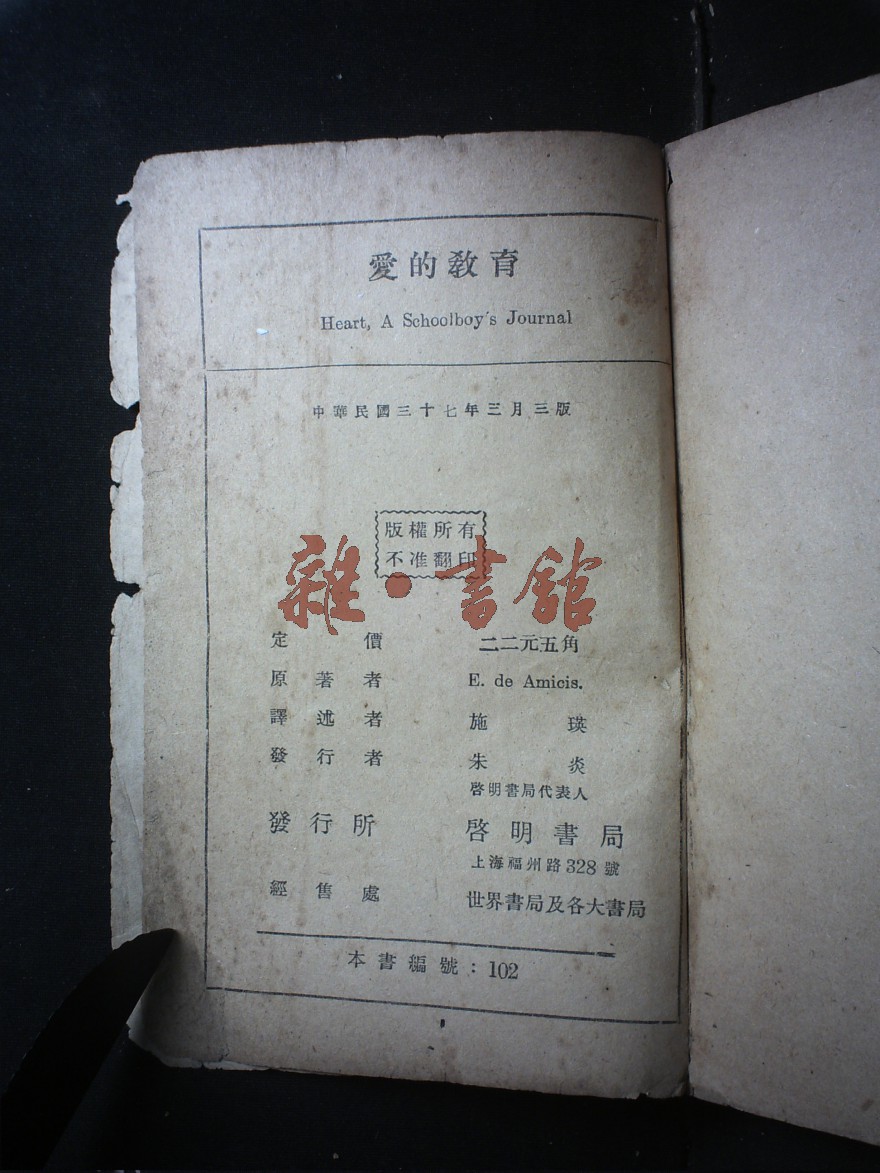 愛的敎育
Heart, A Schoolboy's Journal
中華民國三十七年三月三版
版權所有
不准翻印
雜·書館
定價 二二元五角
原著者 E. de Amicis.
譯述者 施瑛
發行者 朱炎
啓明書局代表人
發行所 啓明書局
上海福州路328號
經售處 世界書局及各大書局
本書編號：102